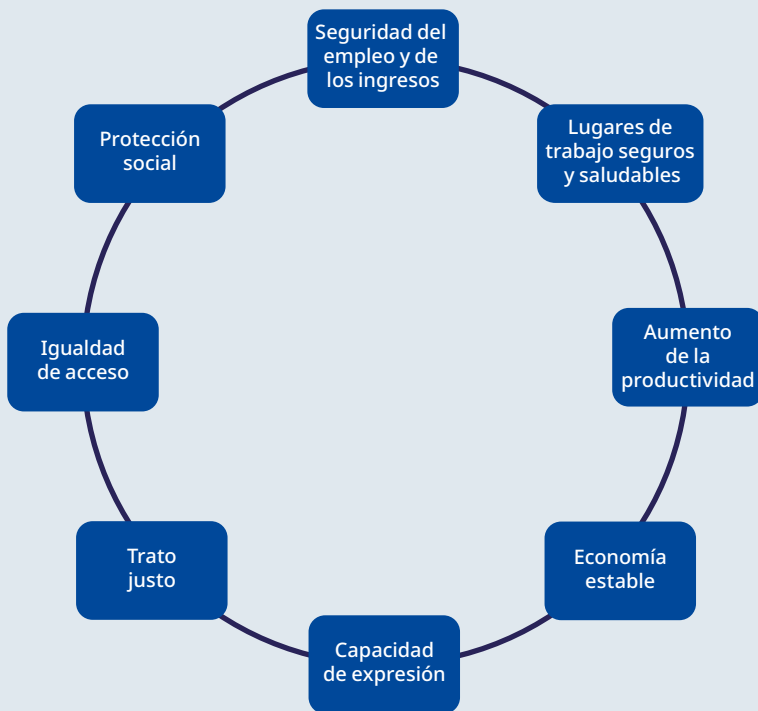 Seguridad del
empleo y de
los ingresos
Lugares de
trabajo seguros
y saludables
Aumento
de la
productividad
Economía
estable
Capacidad
de expresión
Trato
justo
Igualdad
de acceso
Protección
social